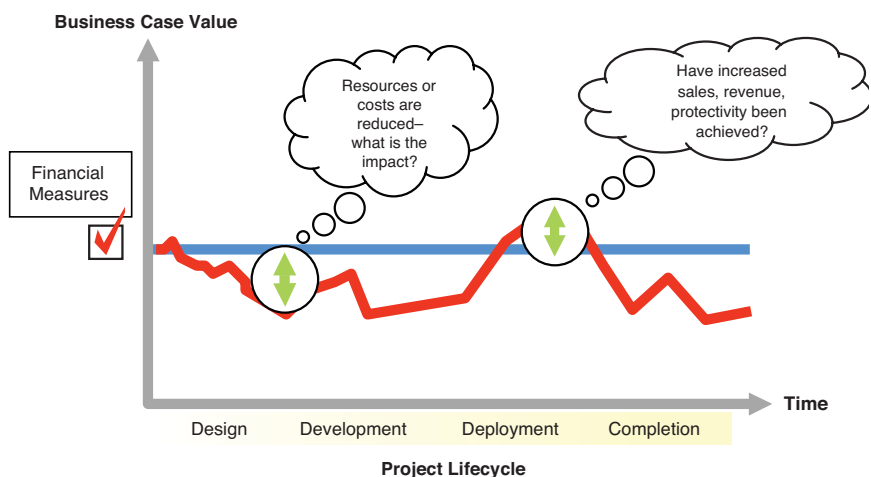 Business Case Value
Resources or
costs are
reduced–
what is the
impact?
Have increased
sales, revenue,
protectivity been
achieved?
Financial
Measures
Time
Design Development Deployment Completion
Project Lifecycle